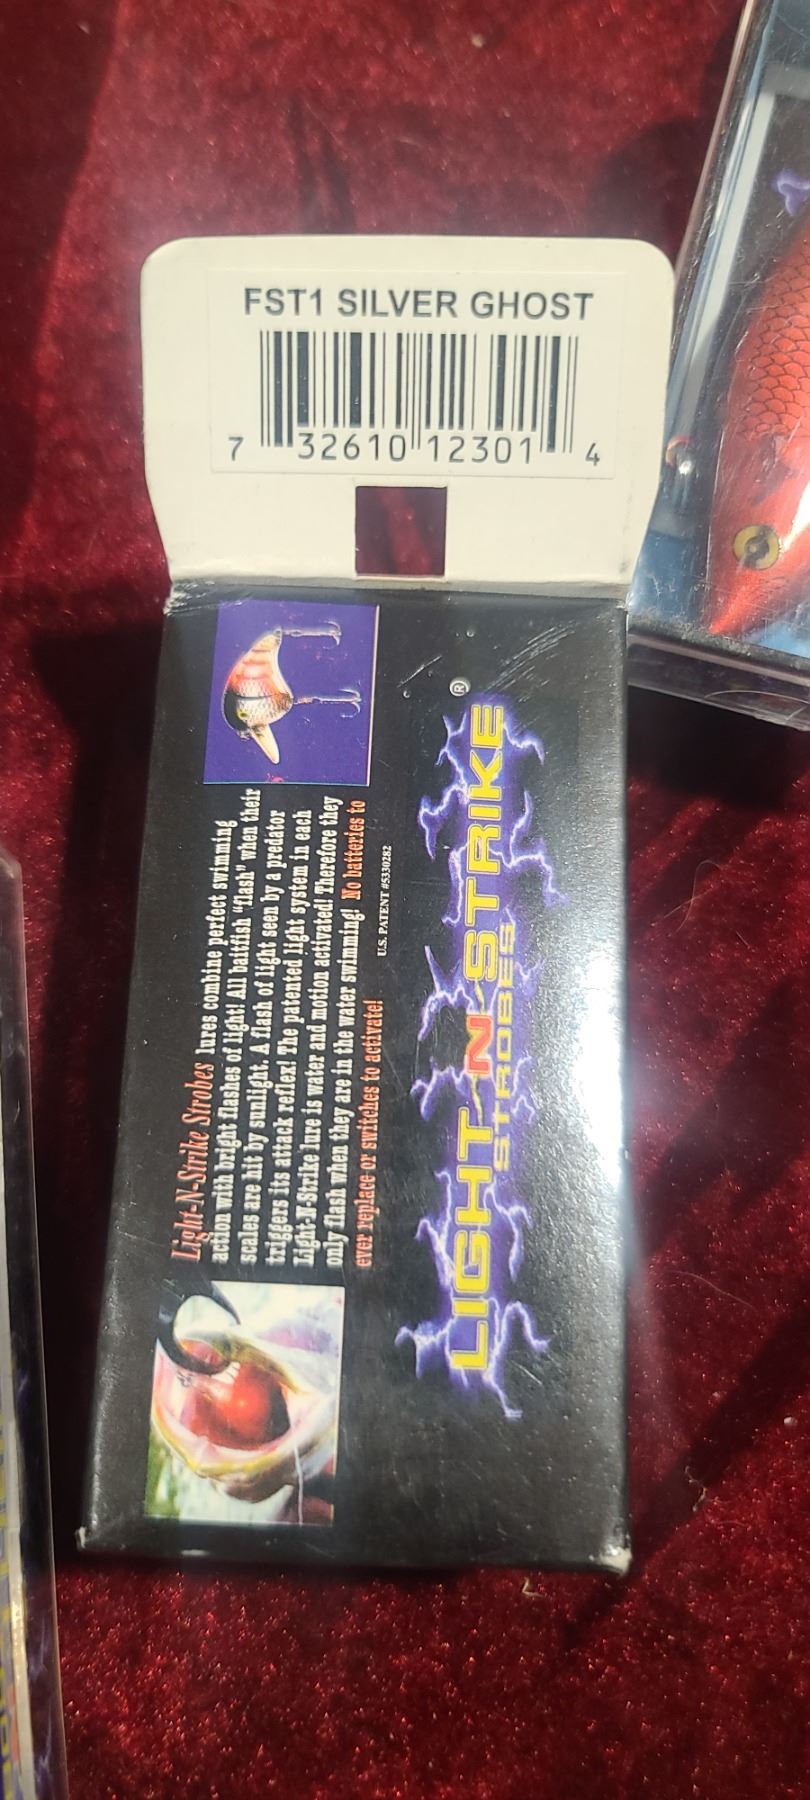 FST1 SILVER GHOST
7 32610 12301 4
Light-N-Strike Strobes lures combine perfect swimming
action with bright flashes of light! All baitfish "flash" when their
scales are hit by sunlight. A flash of light seen by a predator
triggers its attack reflex! The patented light system in each
Light-N-Strike lure is water and motion activated! Therefore they
only flash when they are in the water swimming! No batteries to
ever replace or switches to activate!
U.S. PATENT #5330282
LIGHT-N-STRIKE®
STROBES